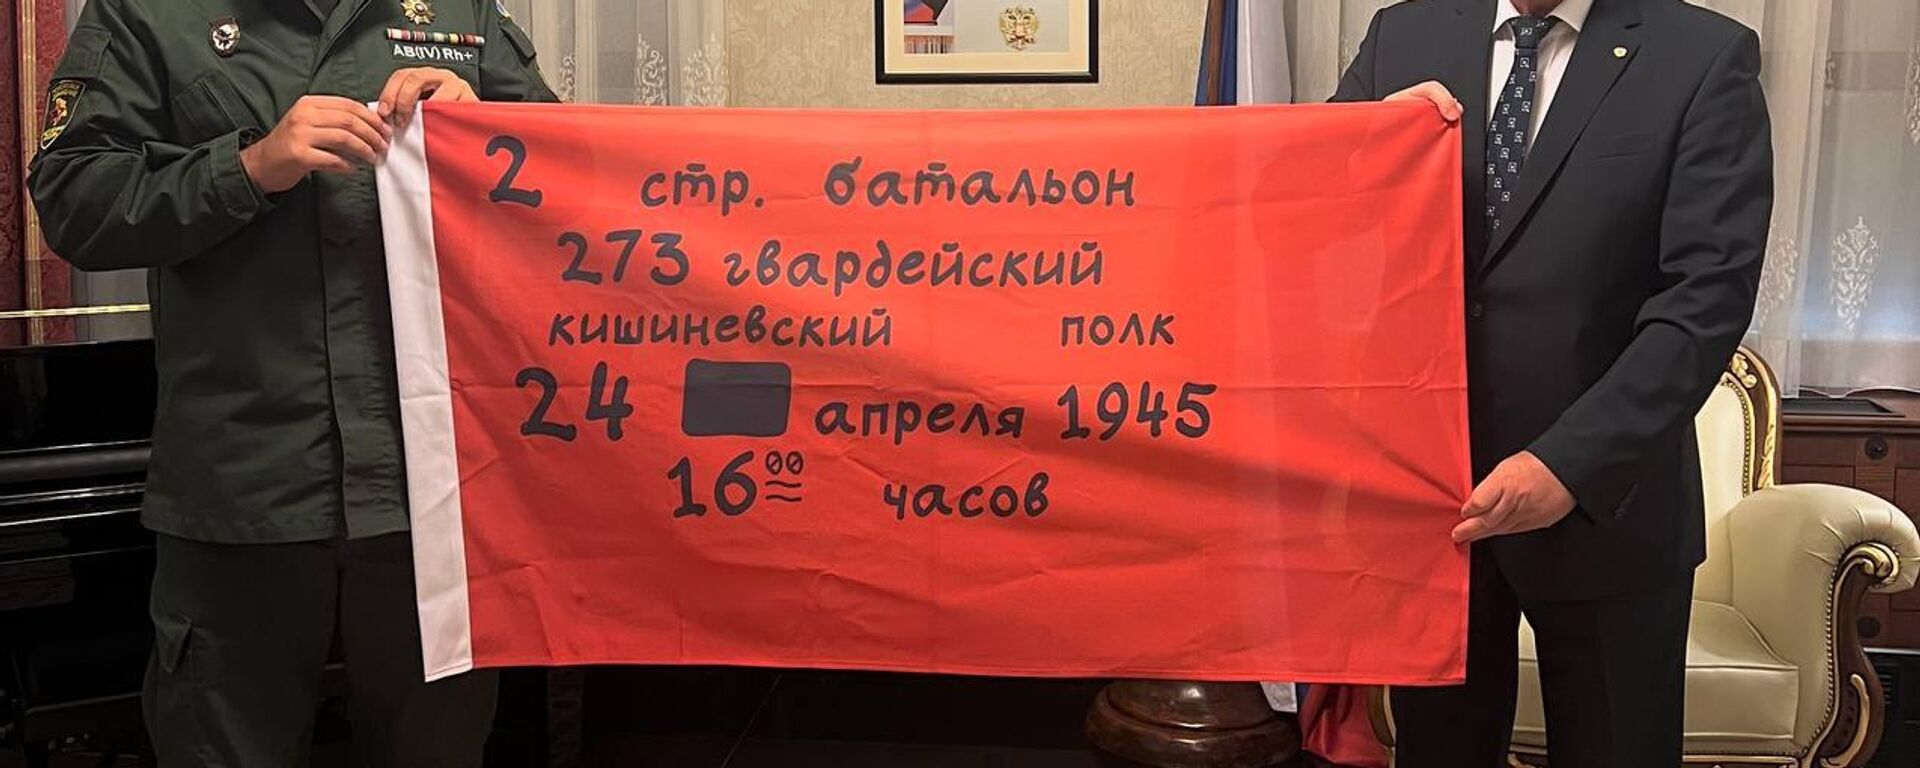 AB(IV) Rh+
2 стр. батальон
273 гвардейский
кишиневский полк
24 апреля 1945
16⁰⁰ часов